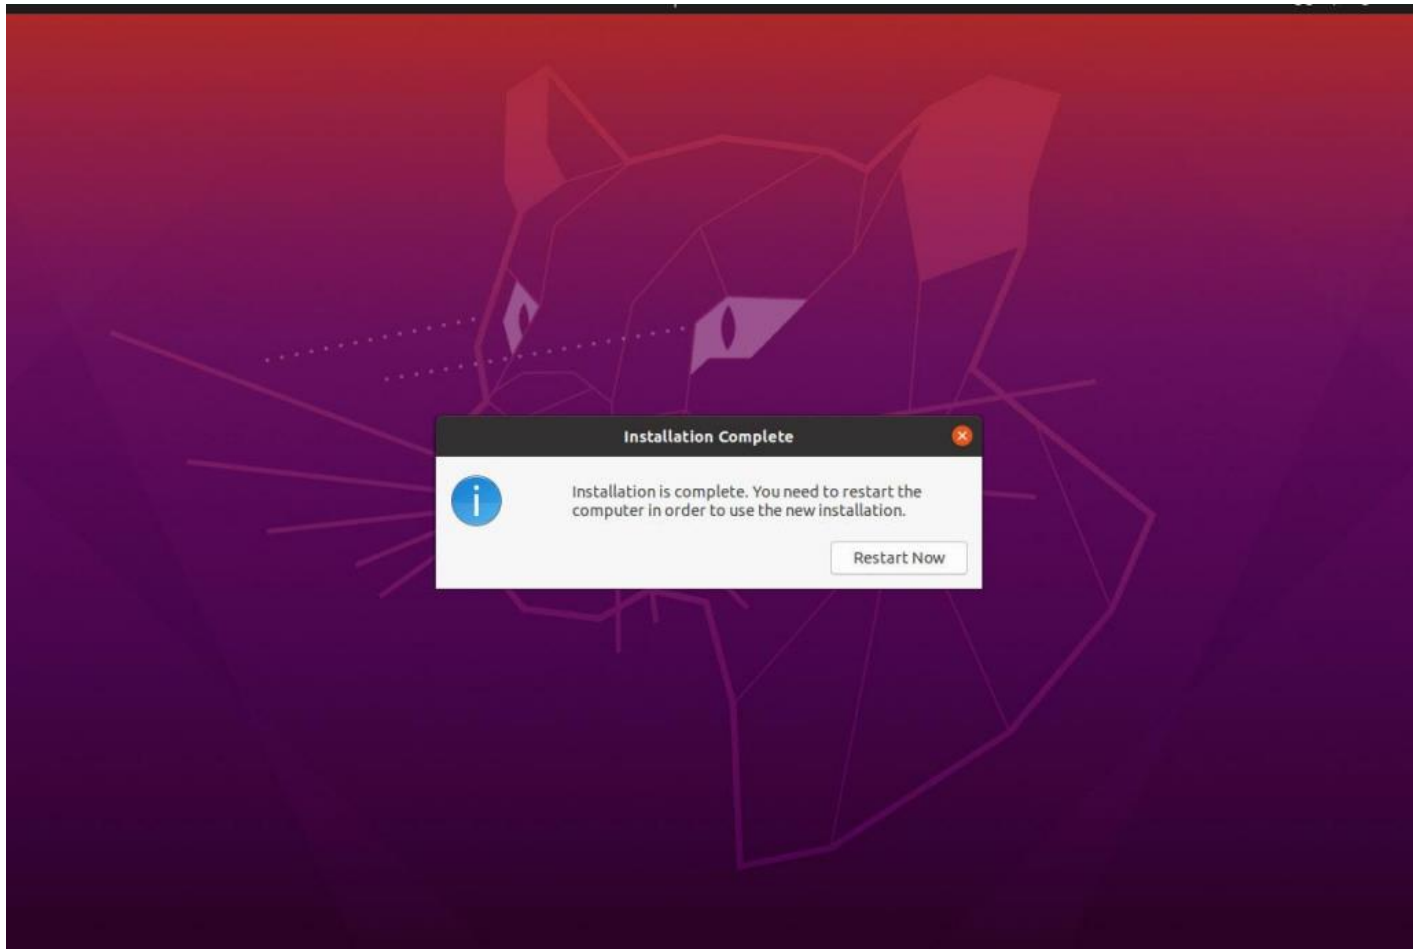 Installation Complete
Installation is complete. You need to restart the
computer in order to use the new installation.
Restart Now